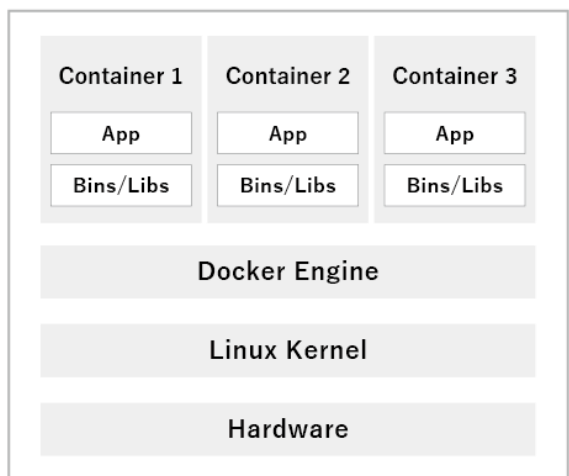 Container 1
Container 2
Container 3
App
App
App
Bins/Libs
Bins/Libs
Bins/Libs
Docker Engine
Linux Kernel
Hardware